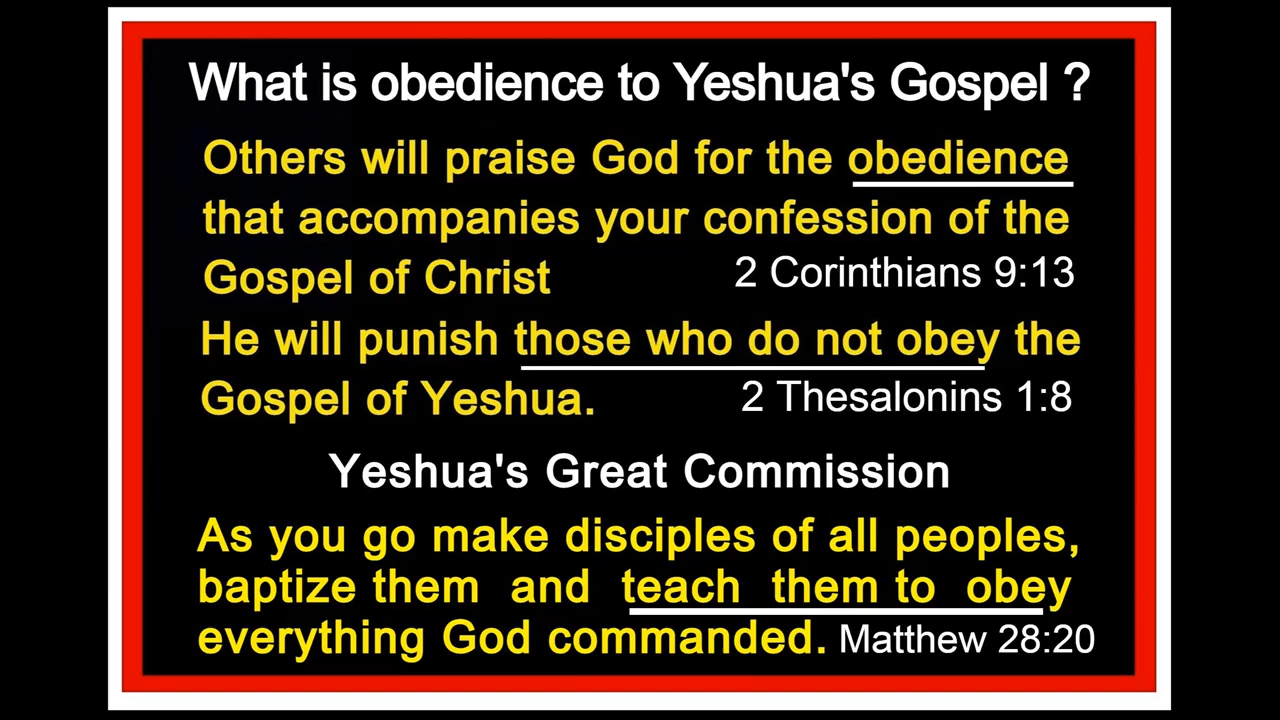 What is obedience to Yeshua's Gospel ?
Others will praise God for the obedience
that accompanies your confession of the
Gospel of Christ 2 Corinthians 9:13
He will punish those who do not obey the
Gospel of Yeshua. 2 Thesalonins 1:8
Yeshua's Great Commission
As you go make disciples of all peoples,
baptize them and teach them to obey
everything God commanded. Matthew 28:20